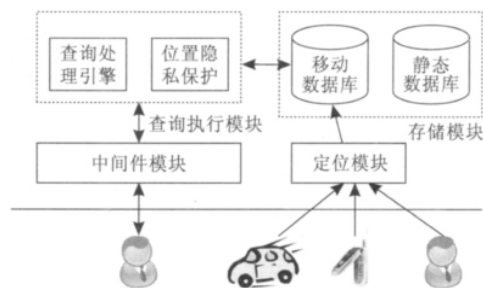 查询处
理引擎
位置隐
私保护
移动
数据库
静态
数据库
查询执行模块
存储模块
中间件模块
定位模块